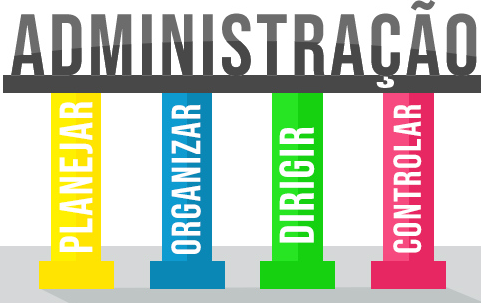 ADMINISTRAÇÃO
PLANEJAR
ORGANIZAR
DIRIGIR
CONTROLAR